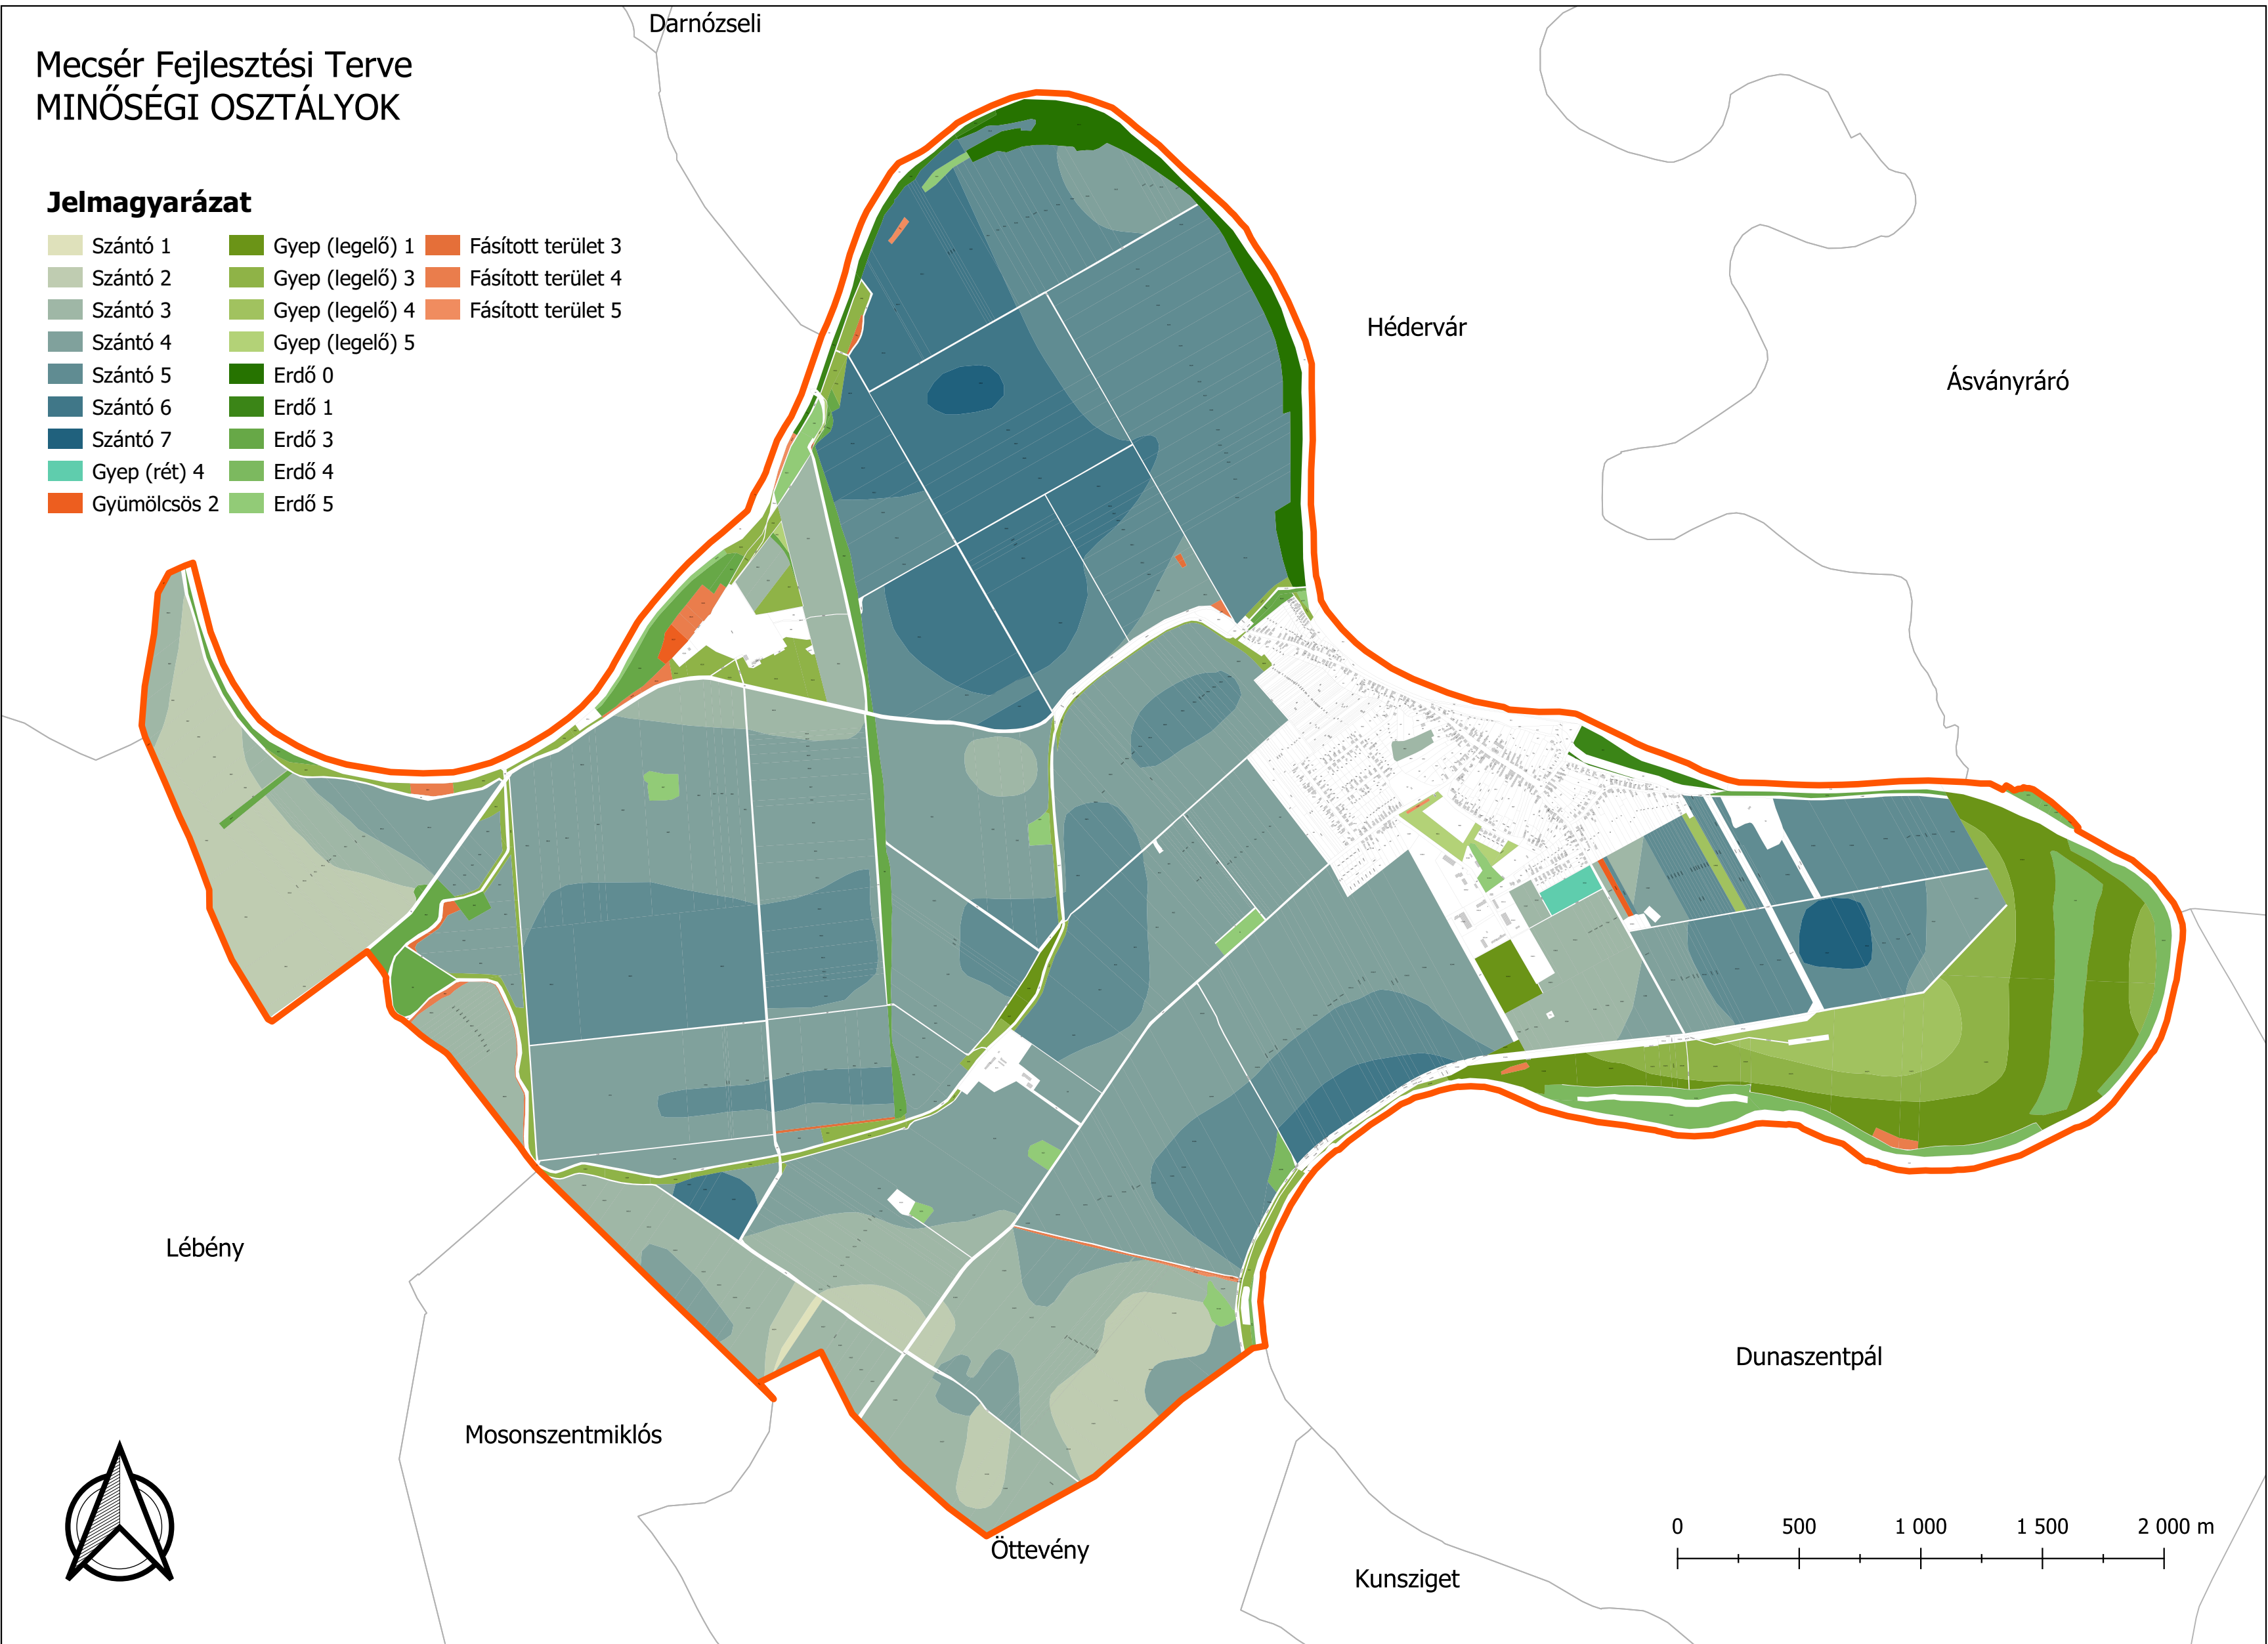 Mecsér Fejlesztési Terve
MINŐSÉGI OSZTÁLYOK
Jelmagyarázat
Szántó 1
Szántó 2
Szántó 3
Szántó 4
Szántó 5
Szántó 6
Szántó 7
Gyep (rét) 4
Gyümölcsös 2
Gyep (legelő) 1
Gyep (legelő) 3
Gyep (legelő) 4
Gyep (legelő) 5
Erdő 0
Erdő 1
Erdő 3
Erdő 4
Erdő 5
Fásított terület 3
Fásított terület 4
Fásított terület 5
Darnózseli
Hédervár
Ásványráró
Lébény
Dunaszentpál
Mosonszentmiklós
Öttevény
Kunsziget
0 500 1 000 1 500 2 000 m